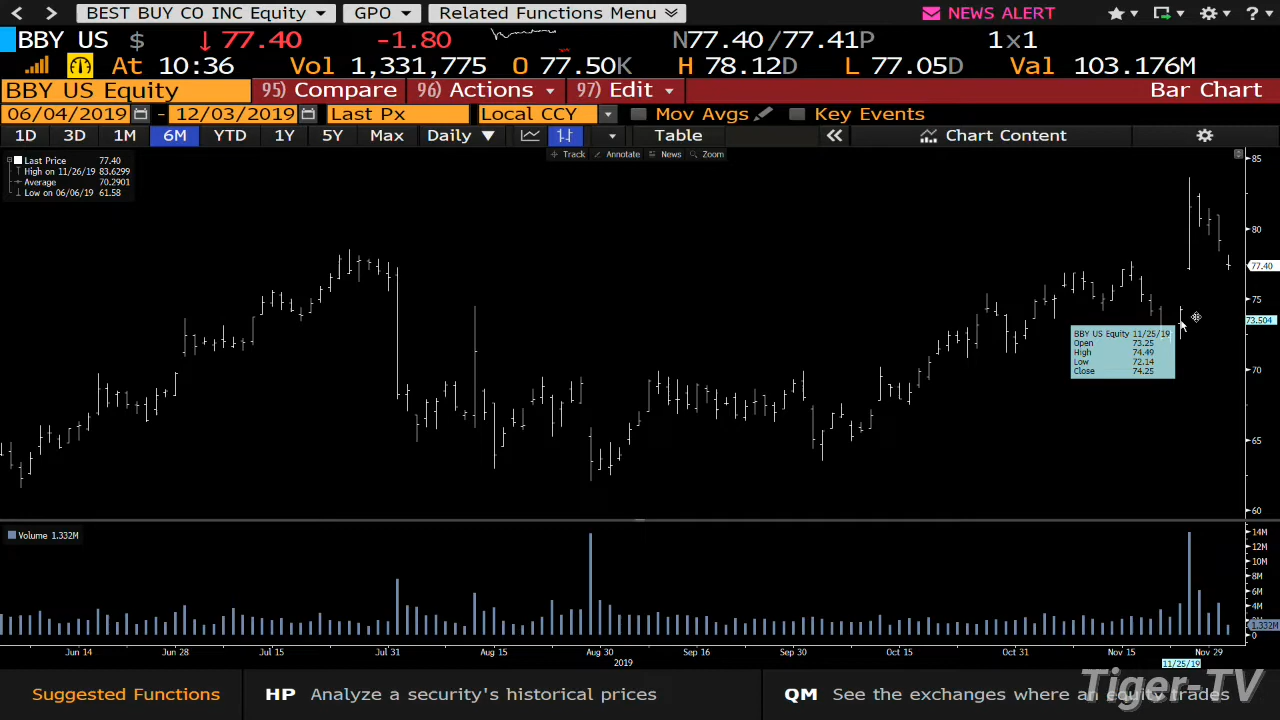 BEST BUY CO INC Equity GPO Related Functions Menu NEWS ALERT ?
BBY US $ ↓ 77.40 -1.80 N77.40 /77.41P 1x1
At 10:36 Vol 1,331,775 O 77.50K H 78.12D L 77.05D Val 103.176M
BBY US Equity 95) Compare 96) Actions 97) Edit Bar Chart
06/04/2019 - 12/03/2019 Last Px Local CCY Mov Avgs Key Events
1D 3D 1M 6M YTD 1Y 5Y Max Daily ▼ Table « Chart Content
Track Annotate News Zoom
Last Price 77.40
High on 11/26/19 83.6299
Average 70.2901
Low on 06/06/19 61.58
85
80
77.40
75
73.504
70
65
60
BBY US Equity 11/25/19
Open 73.25
High 74.49
Low 72.14
Close 74.25
Volume 1.332M
14M
12M
10M
8M
6M
4M
1.332M
0
Jun 14 Jun 28 Jul 15 Jul 31 Aug 15 Aug 30 Sep 16 Sep 30 Oct 15 Oct 31 Nov 15 Nov 29
2019 11/25/19
Suggested Functions HP Analyze a security's historical prices QM See the exchanges where an equity trades
Tiger-TV